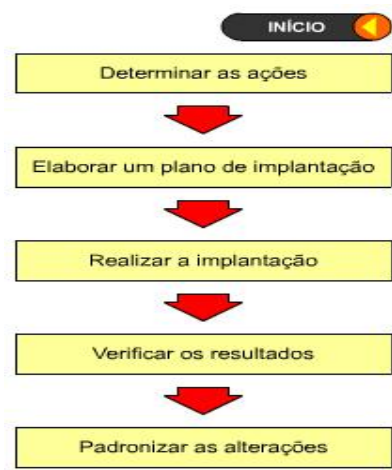 INÍCIO
Determinar as ações
Elaborar um plano de implantação
Realizar a implantação
Verificar os resultados
Padronizar as alterações